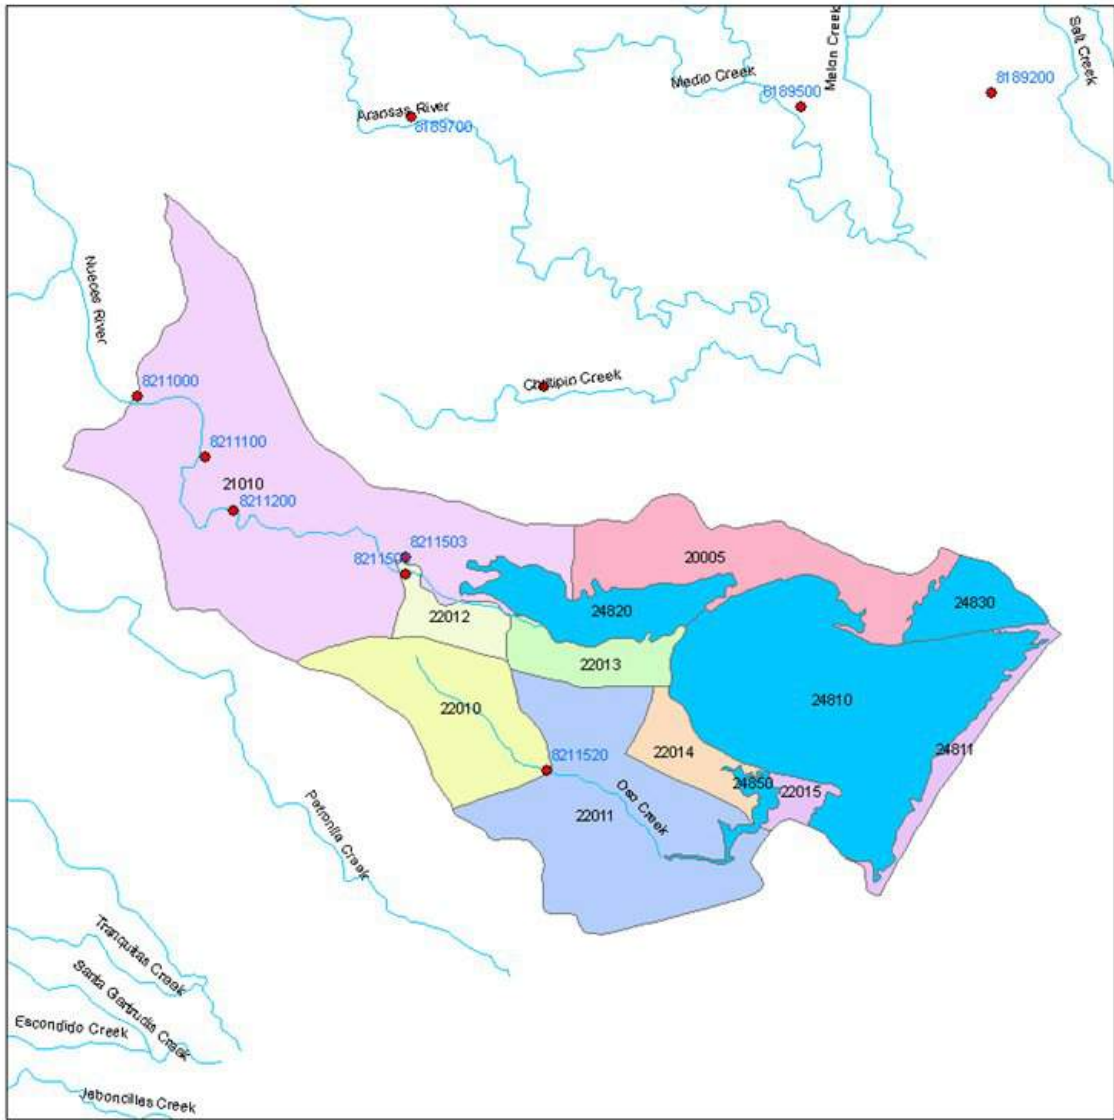 Salt Creek
Melon Creek
Medio Creek
8189200
8189500
Aransas River
8189700
Nueces River
8211000
Chiltipin Creek
8211100
21010
8211200
8211503
20005
22012
24820
24830
22013
22010
24810
22014
24811
8211520
24850
22015
Oso Creek
22011
Petronila Creek
Tranquitas Creek
Santa Gertrudis Creek
Escondido Creek
Jaboncillas Creek